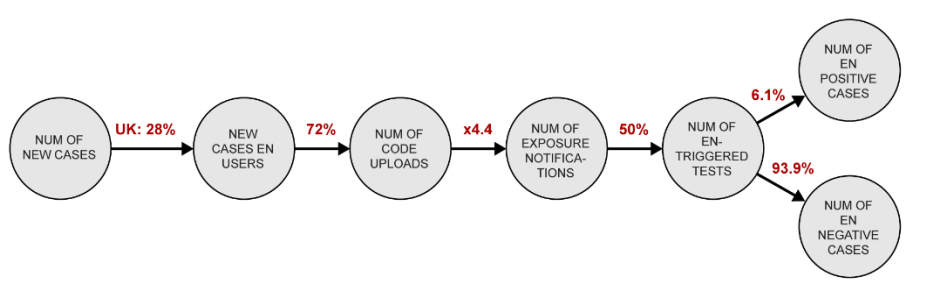 NUM OF
NEW CASES
UK: 28%
NEW
CASES EN
USERS
72%
NUM OF
CODE
UPLOADS
x4.4
NUM OF
EXPOSURE
NOTIFICA-
TIONS
50%
NUM OF
EN-
TRIGGERED
TESTS
6.1%
NUM OF
EN
POSITIVE
CASES
93.9%
NUM OF
EN
NEGATIVE
CASES